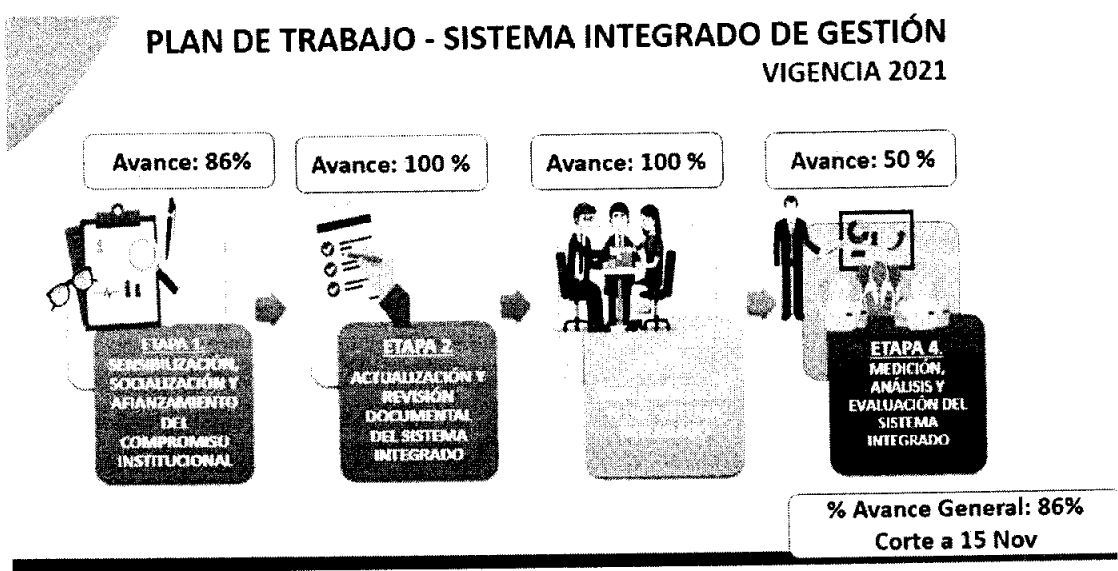 PLAN DE TRABAJO - SISTEMA INTEGRADO DE GESTIÓN
VIGENCIA 2021
Avance: 86%
Avance: 100 %
Avance: 100 %
Avance: 50 %
ETAPA 1.
SENSIBILIZACIÓN,
SOCIALIZACIÓN Y
AFIANZAMIENTO
DEL
COMPROMISO
INSTITUCIONAL
ETAPA 2.
ACTUALIZACIÓN Y
REVISIÓN
DOCUMENTAL
DEL SISTEMA
INTEGRADO
ETAPA 4.
MEDICIÓN,
ANÁLISIS Y
EVALUACIÓN DEL
SISTEMA
INTEGRADO
% Avance General: 86%
Corte a 15 Nov